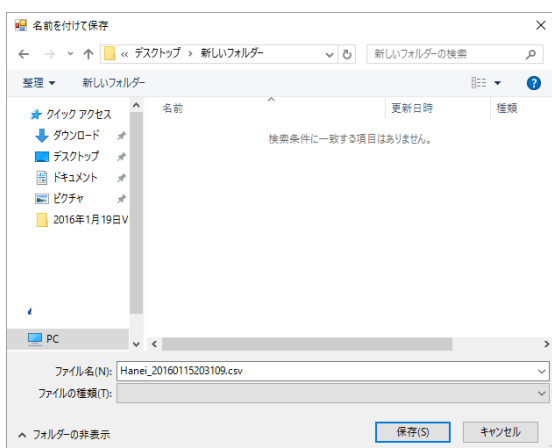 名前を付けて保存
« デスクトップ › 新しいフォルダー
新しいフォルダーの検索
整理
新しいフォルダー
名前
更新日時
種類
検索条件に一致する項目はありません。
クイック アクセス
ダウンロード
デスクトップ
ドキュメント
ピクチャ
2016年1月19日V
PC
ファイル名(N): Hanei_20160115203109.csv
ファイルの種類(T):
フォルダーの非表示
保存(S)
キャンセル